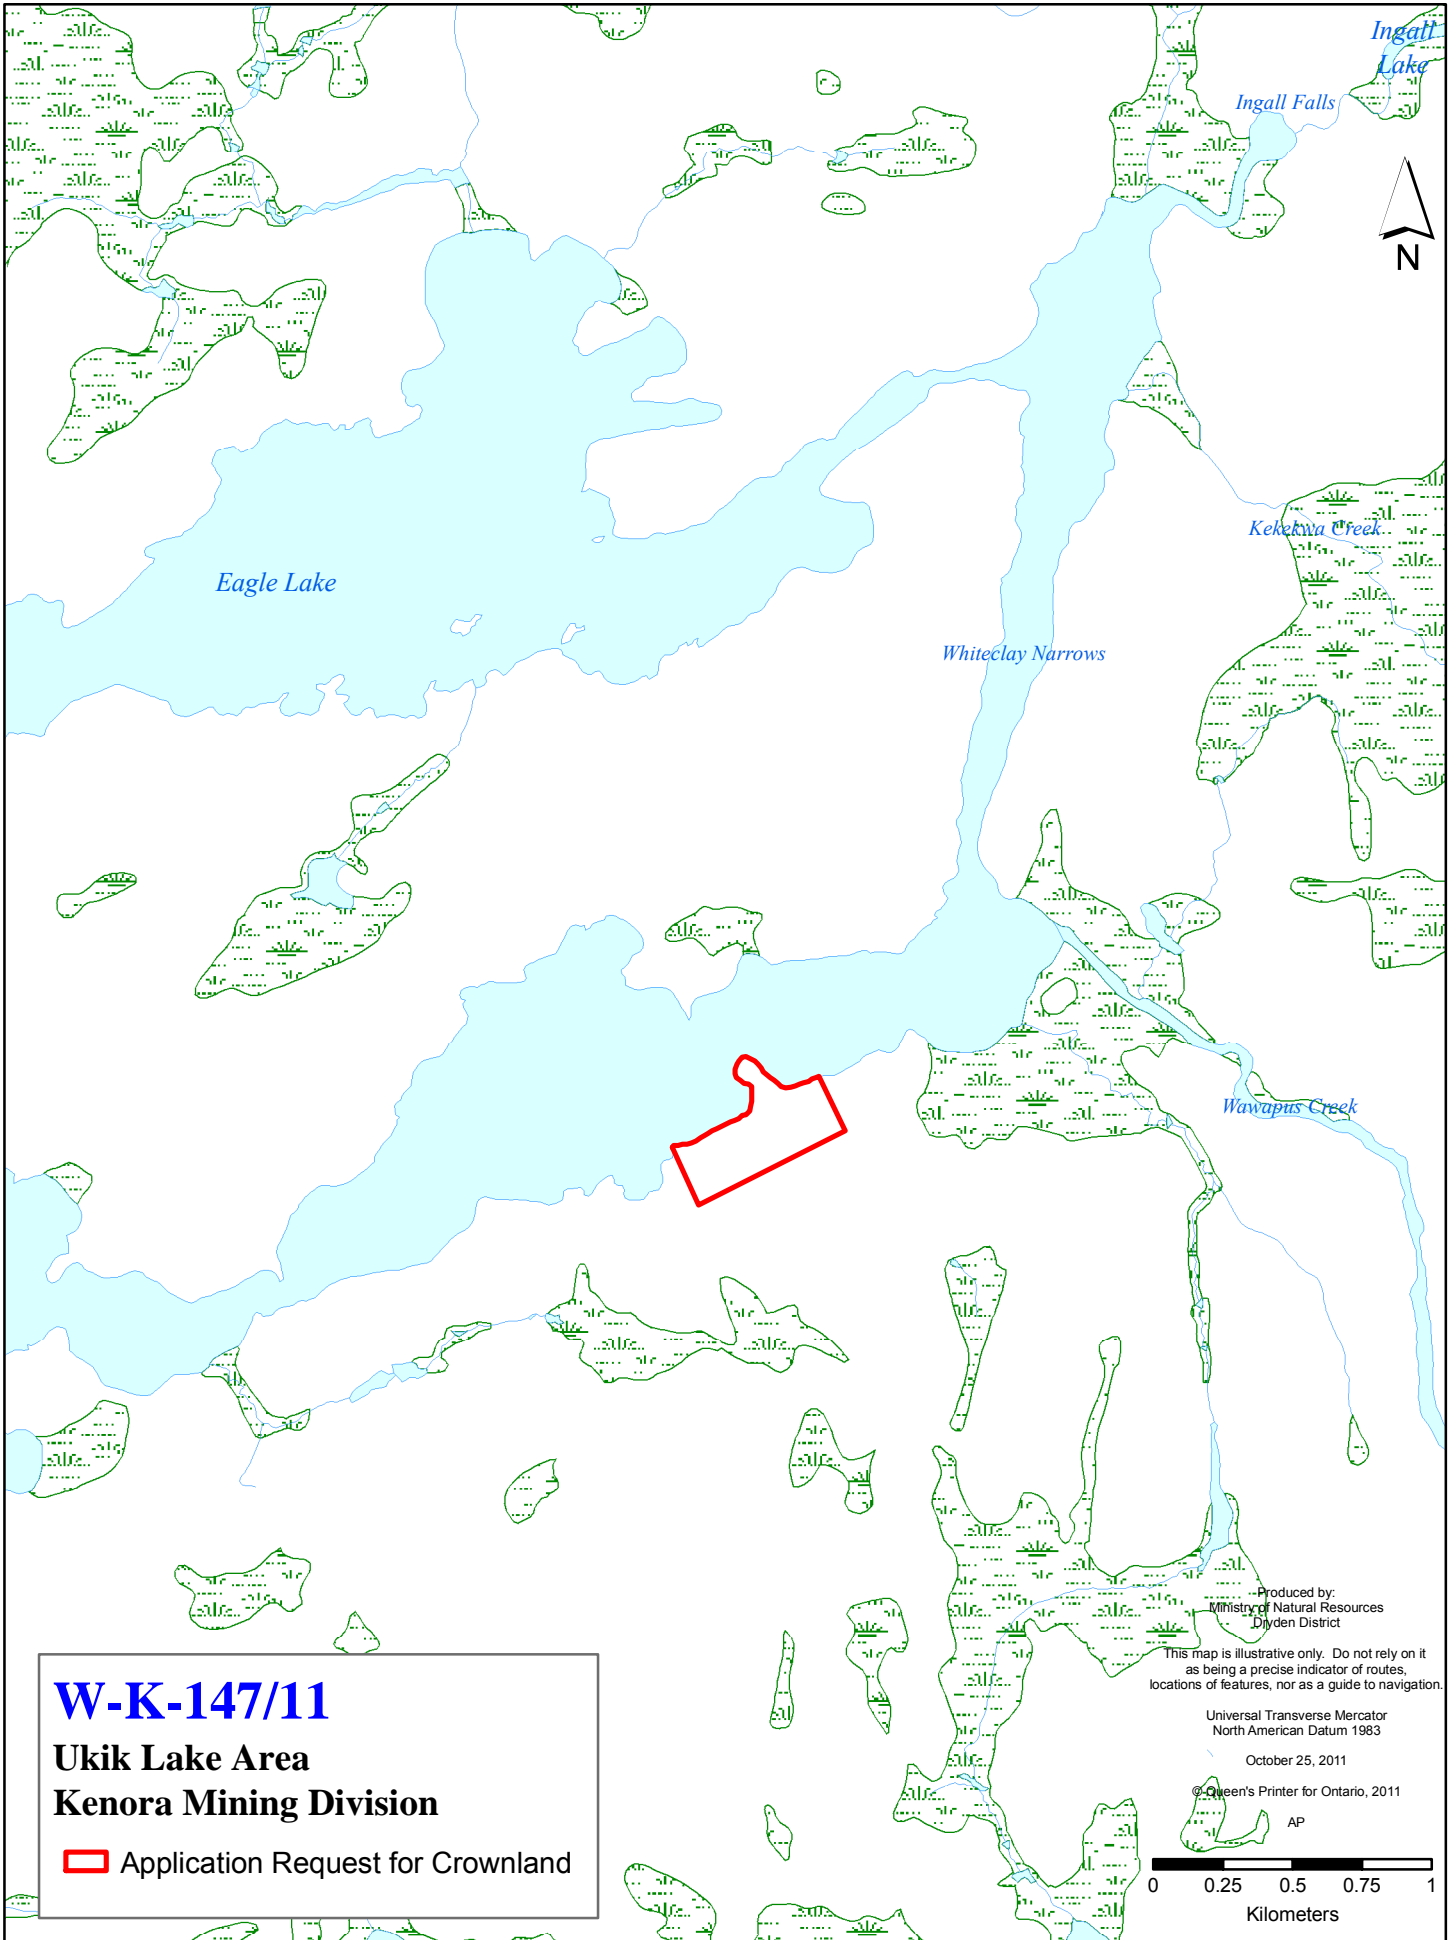 Ingall
Lake
Ingall Falls
N
Kekekwa Creek
Eagle Lake
Whiteclay Narrows
Wawapus Creek
Produced by:
Ministry of Natural Resources
Dryden District
This map is illustrative only. Do not rely on it
as being a precise indicator of routes,
locations of features, nor as a guide to navigation.
Universal Transverse Mercator
North American Datum 1983
October 25, 2011
© Queen's Printer for Ontario, 2011
AP
0 0.25 0.5 0.75 1
Kilometers
W-K-147/11
Ukik Lake Area
Kenora Mining Division
Application Request for Crownland